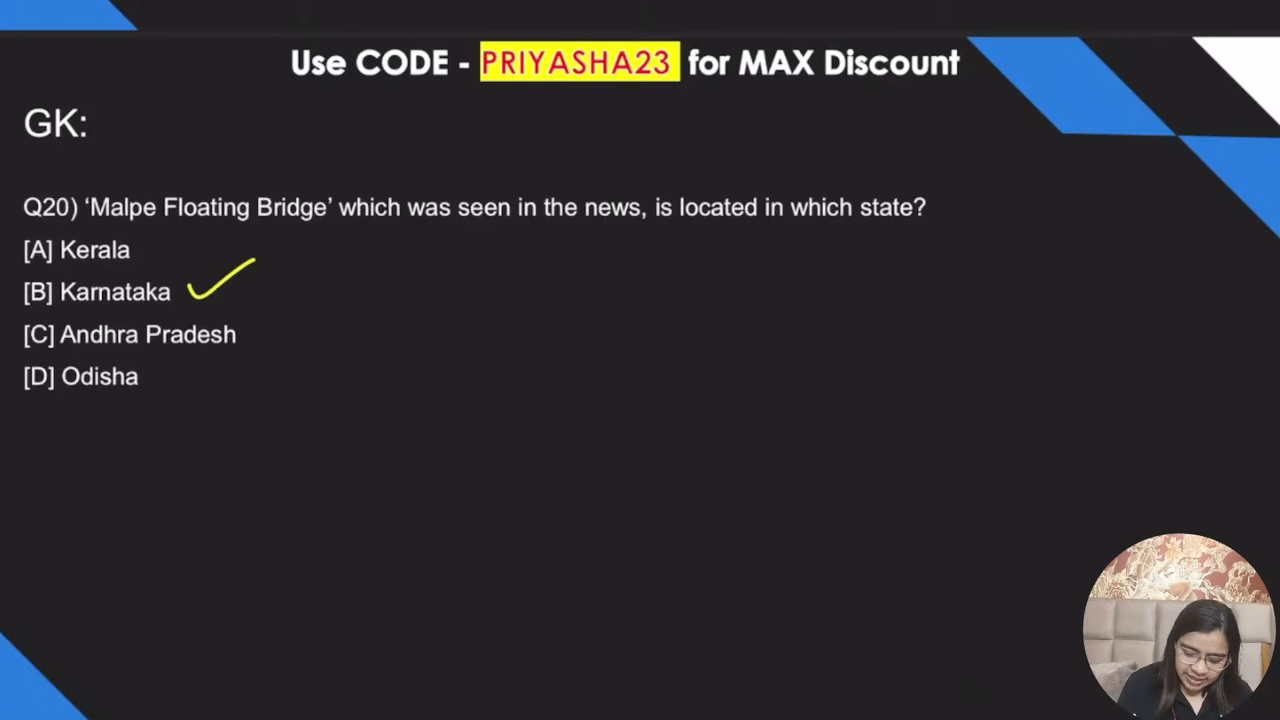 Use CODE - PRIYASHA23 for MAX Discount
GK:
Q20) ‘Malpe Floating Bridge’ which was seen in the news, is located in which state?
[A] Kerala
[B] Karnataka
[C] Andhra Pradesh
[D] Odisha